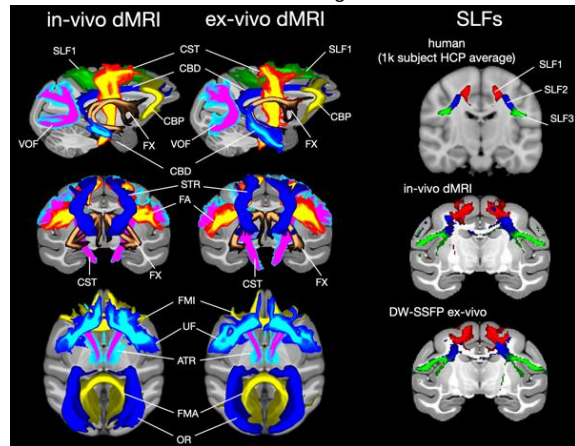 in-vivo dMRI
ex-vivo dMRI
SLFs
SLF1
CST
SLF1
CBD
CBP
VOF
FX
VOF
FX
CBD
STR
FA
CST
FX
CST
FX
FMI
UF
ATR
FMA
OR
human
(1k subject HCP average)
SLF1
SLF2
SLF3
in-vivo dMRI
DW-SSFP ex-vivo